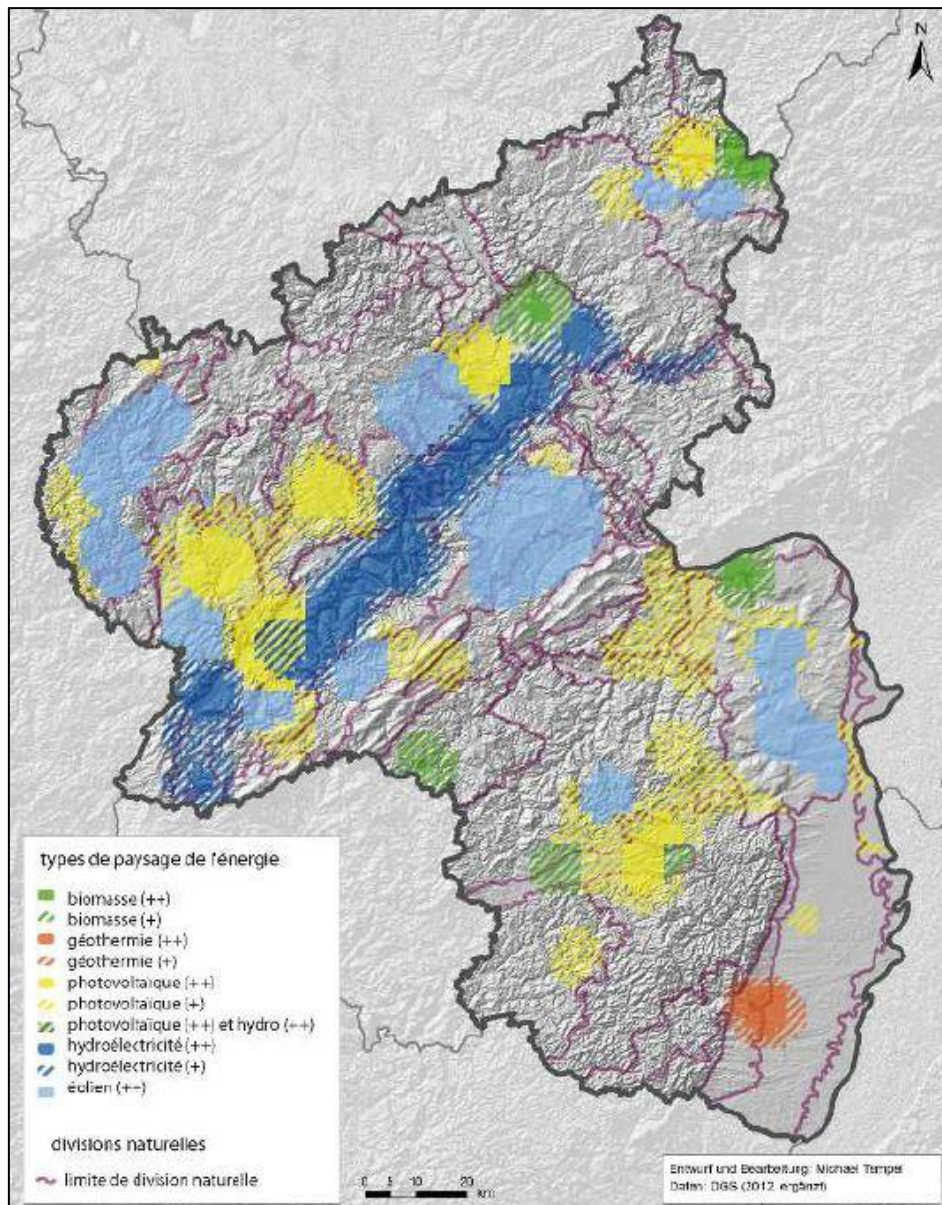 N
types de paysage de l'énergie
biomasse (++)
biomasse (+)
géothermie (++)
géothermie (+)
photovoltaïque (++)
photovoltaïque (+)
photovoltaïque (++) et hydro (++)
hydroélectricité (++)
hydroélectricité (+)
éolien (++)
divisions naturelles
limite de division naturelle
0 5 10 20
km
Entwurf und Bearbeitung: Michael Tempel
Daten: DGS (2012, ergänzt)